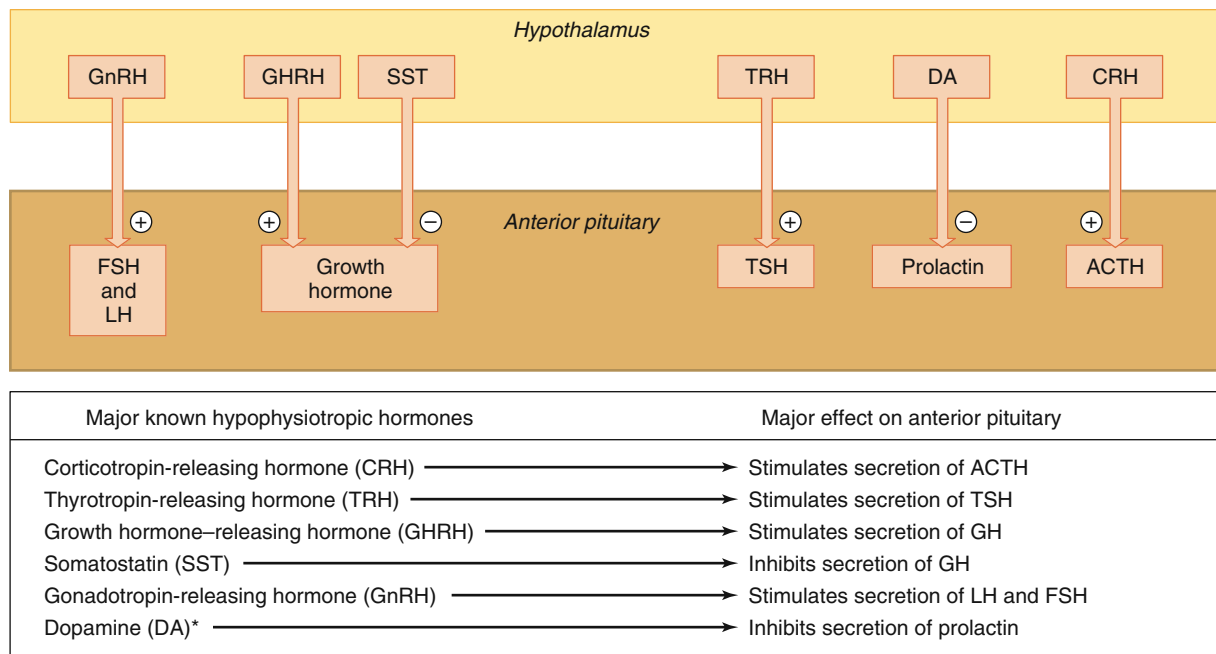 Hypothalamus
GnRH GHRH SST TRH DA CRH
Anterior pituitary
+ + − + − +
FSH
and
LH
Growth
hormone
TSH
Prolactin
ACTH
Major known hypophysiotropic hormones Major effect on anterior pituitary
Corticotropin-releasing hormone (CRH) Stimulates secretion of ACTH
Thyrotropin-releasing hormone (TRH) Stimulates secretion of TSH
Growth hormone–releasing hormone (GHRH) Stimulates secretion of GH
Somatostatin (SST) Inhibits secretion of GH
Gonadotropin-releasing hormone (GnRH) Stimulates secretion of LH and FSH
Dopamine (DA)* Inhibits secretion of prolactin